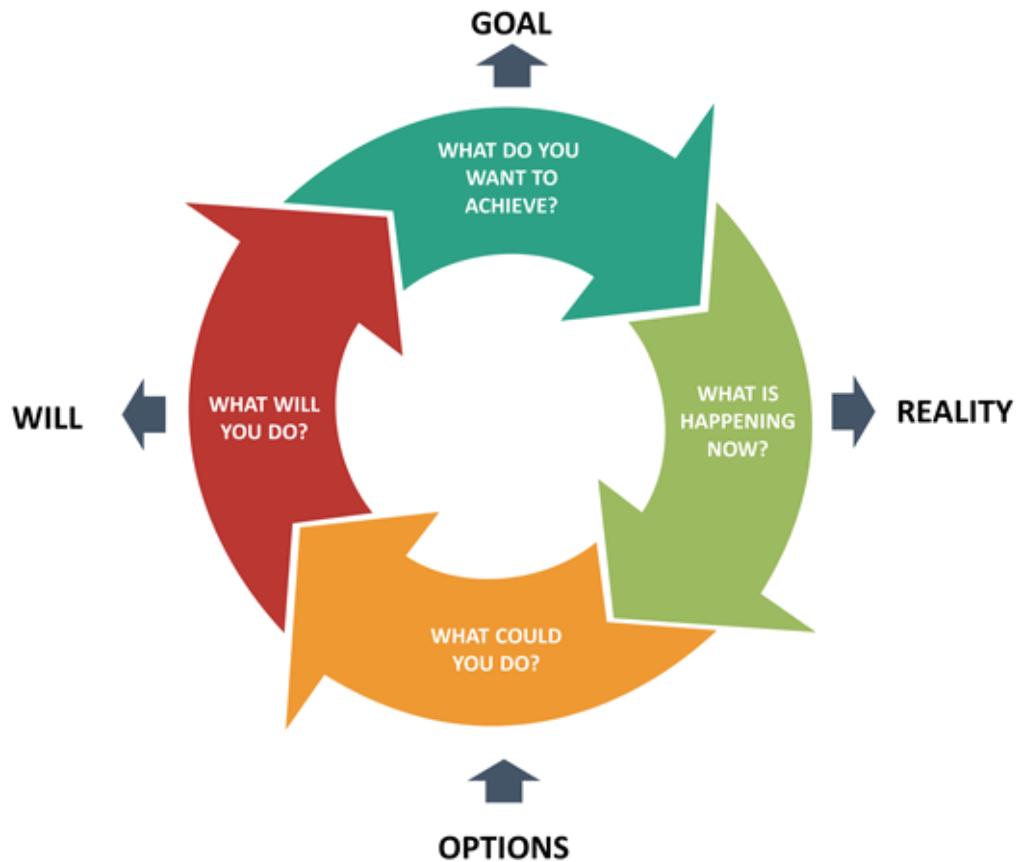 GOAL
WHAT DO YOU
WANT TO
ACHIEVE?
WHAT IS
HAPPENING
NOW?
REALITY
WHAT COULD
YOU DO?
OPTIONS
WHAT WILL
YOU DO?
WILL